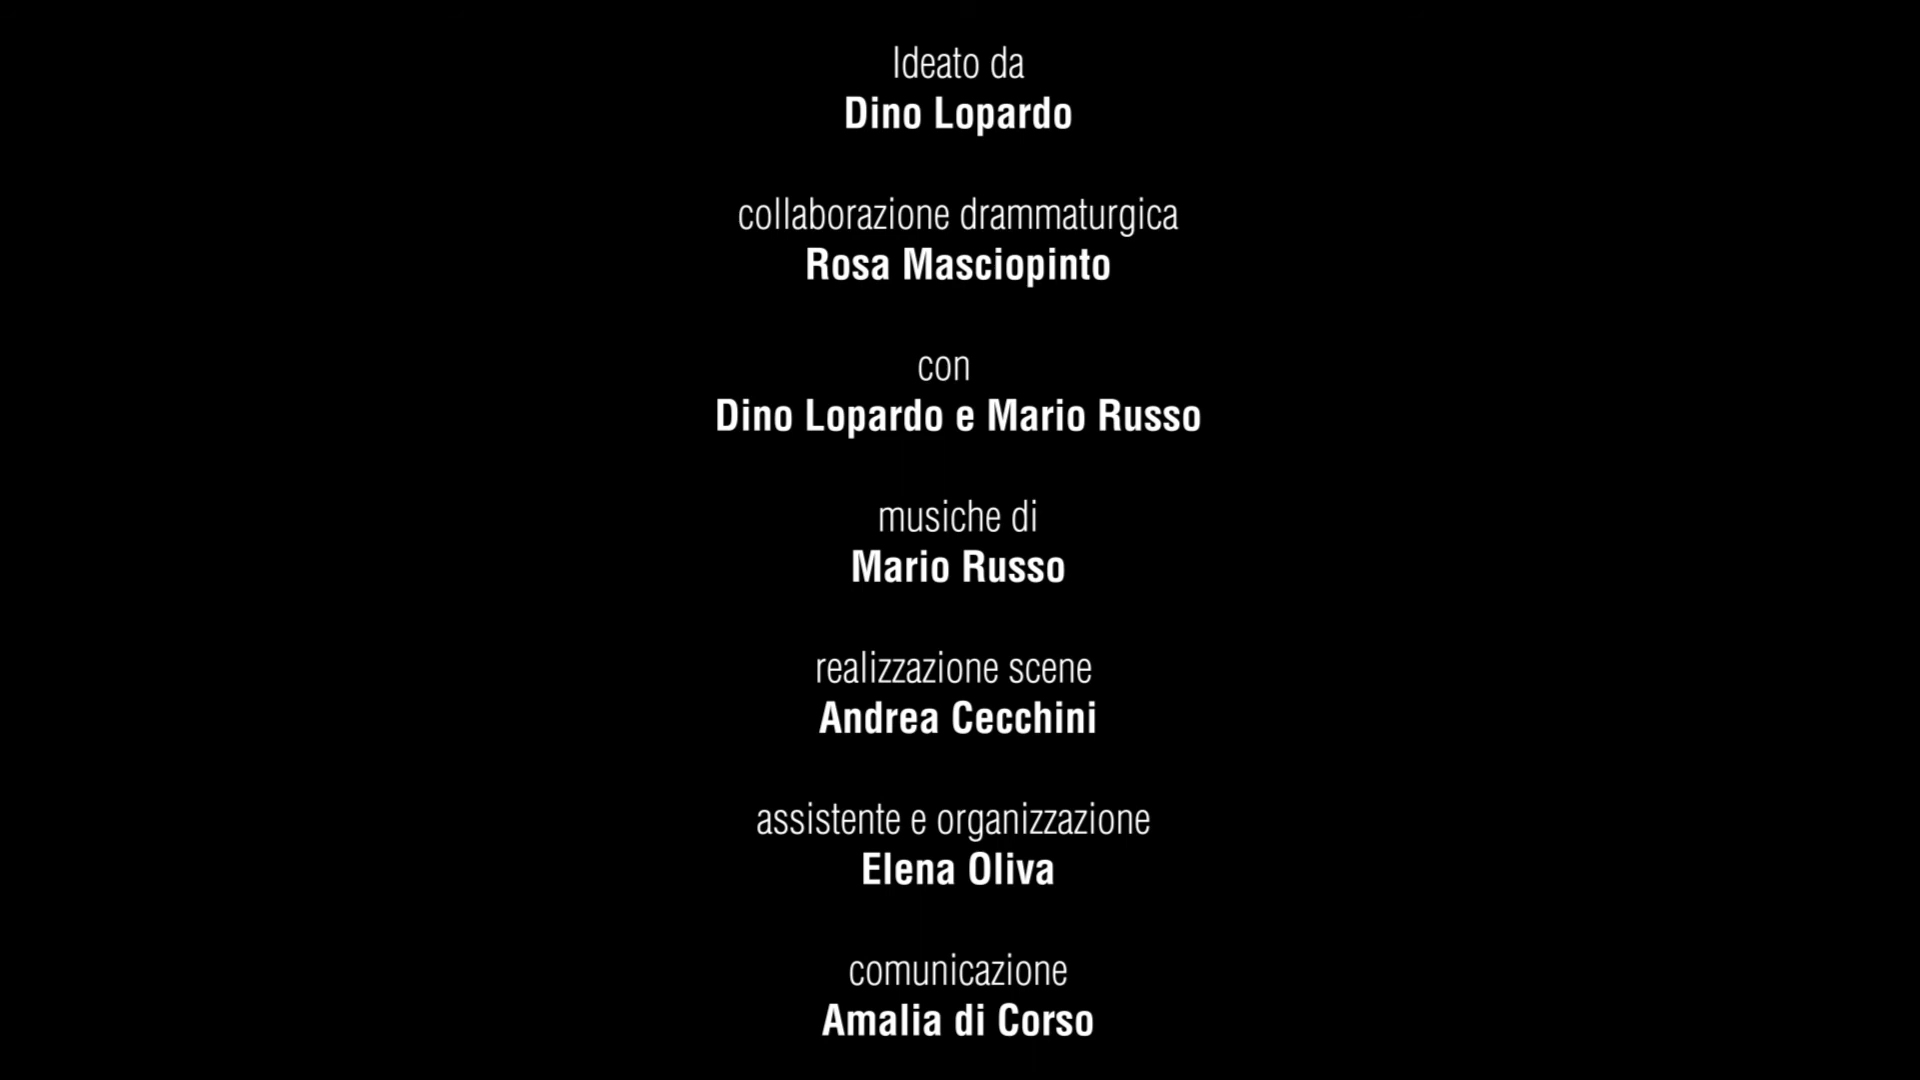 Ideato da
Dino Lopardo
collaborazione drammaturgica
Rosa Masciopinto
con
Dino Lopardo e Mario Russo
musiche di
Mario Russo
realizzazione scene
Andrea Cecchini
assistente e organizzazione
Elena Oliva
comunicazione
Amalia di Corso